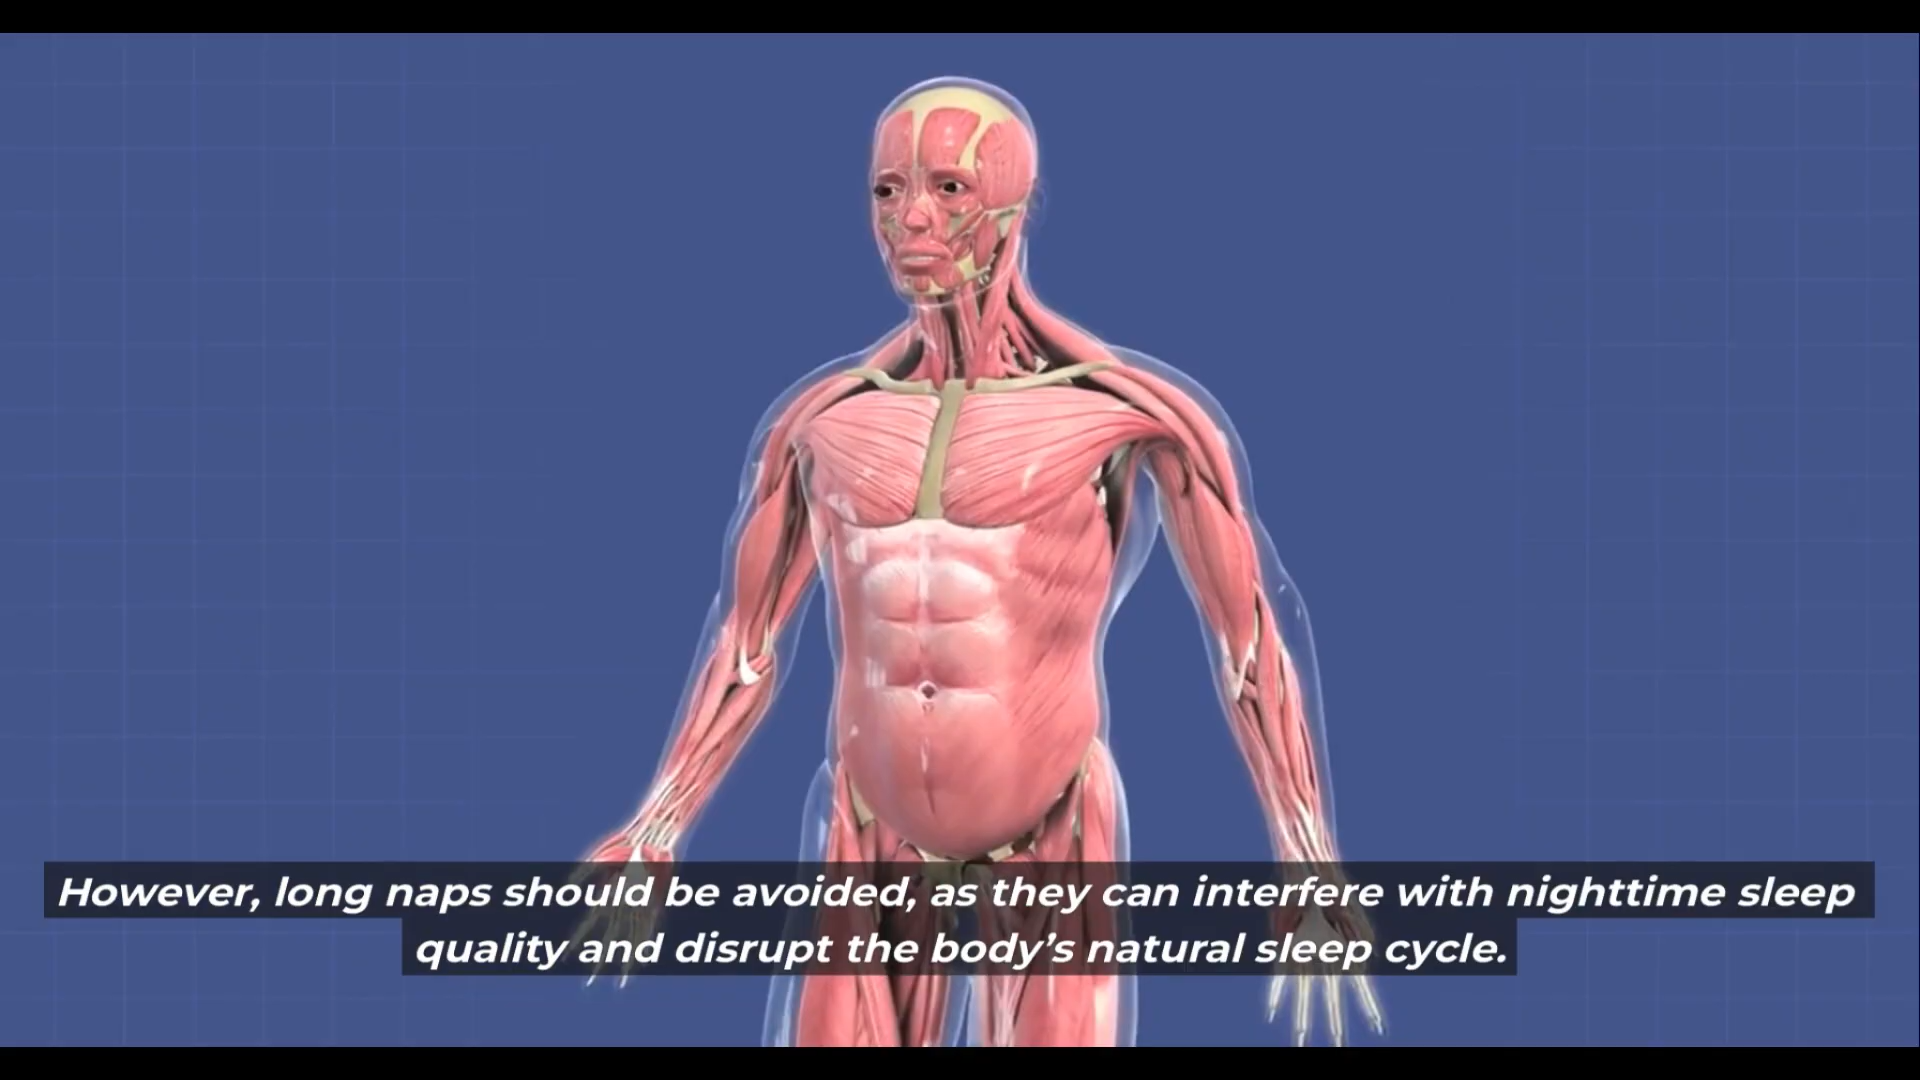 However, long naps should be avoided, as they can interfere with nighttime sleep
quality and disrupt the body’s natural sleep cycle.